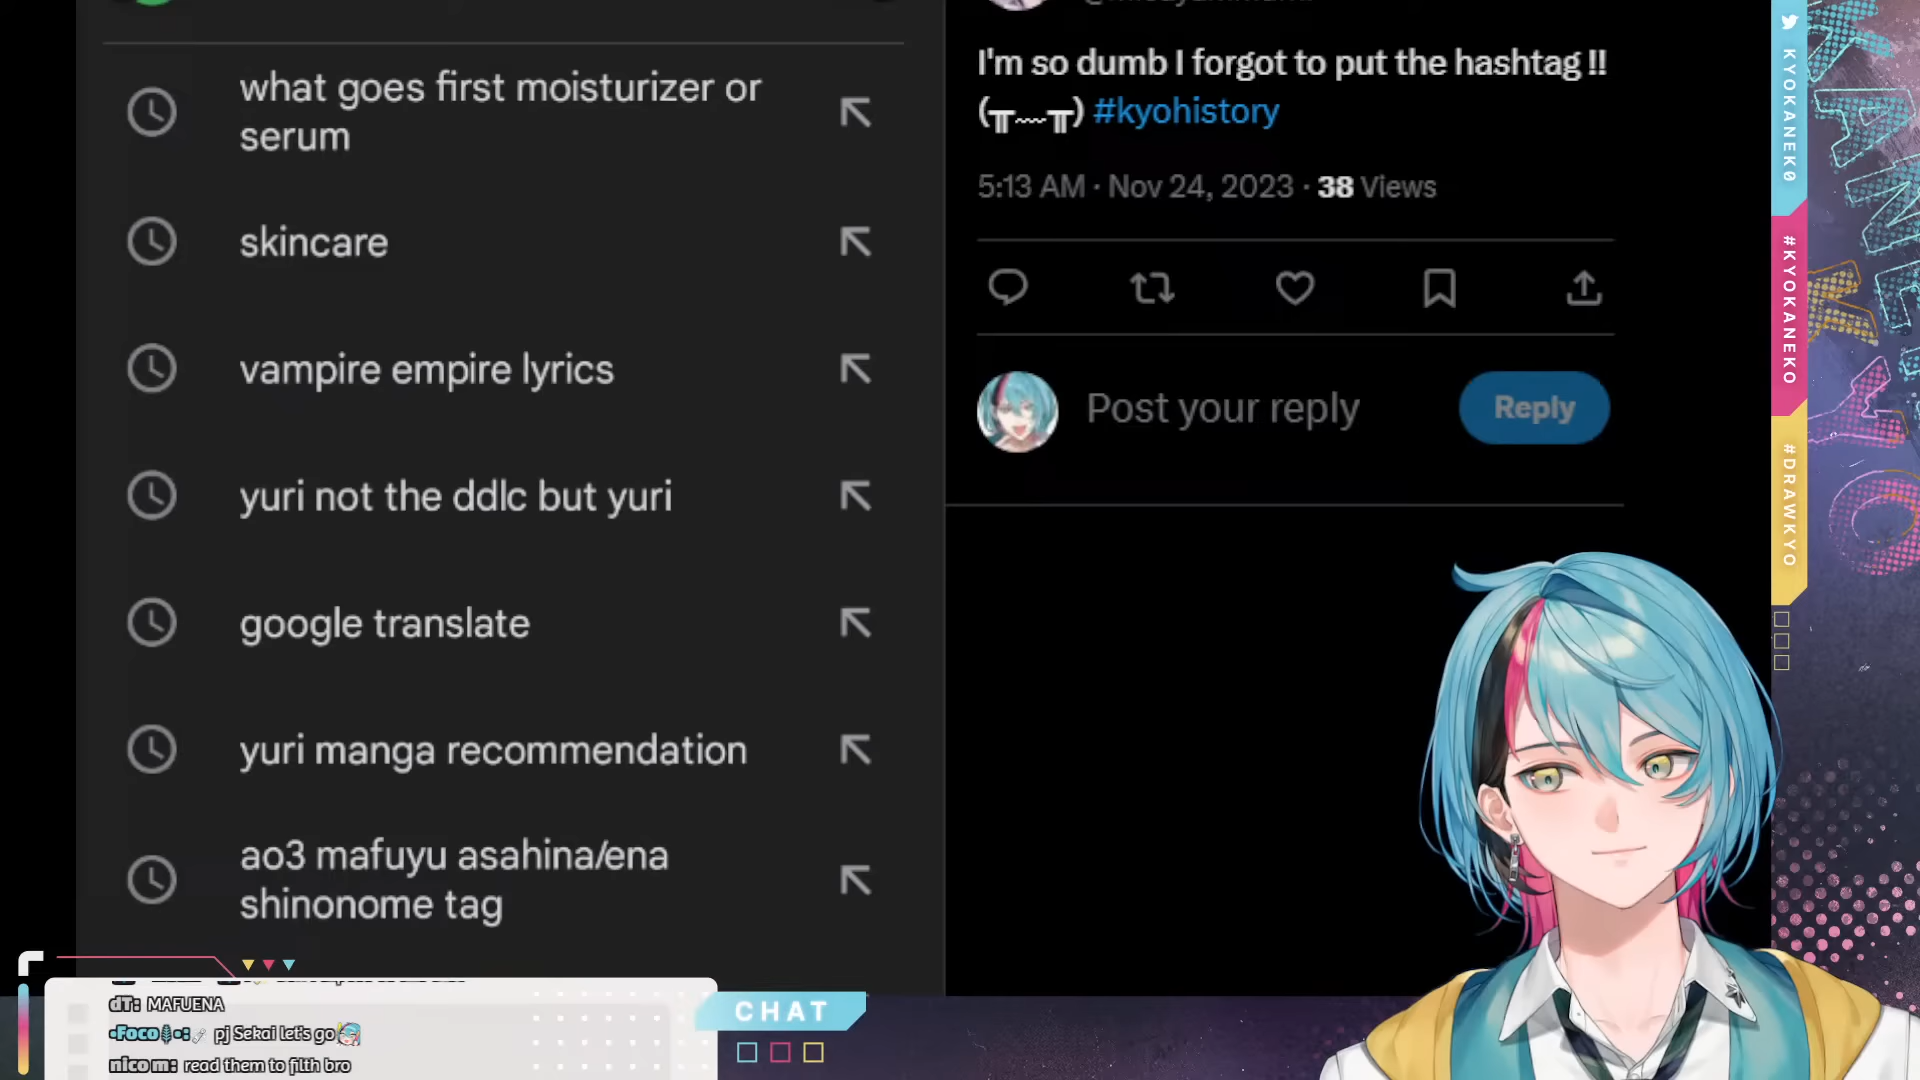 what goes first moisturizer or
serum
skincare
vampire empire lyrics
yuri not the ddlc but yuri
google translate
yuri manga recommendation
ao3 mafuyu asahina/ena
shinonome tag
I'm so dumb I forgot to put the hashtag !!
(╥﹏╥) #kyohistory
5:13 AM · Nov 24, 2023 · 38 Views
Post your reply
Reply
KYOKANEK0
#KYOKANEKO
#DRAWKYO
dT: MAFUENA
pj Sekai let's go
nico m: read them to filth bro
CHAT